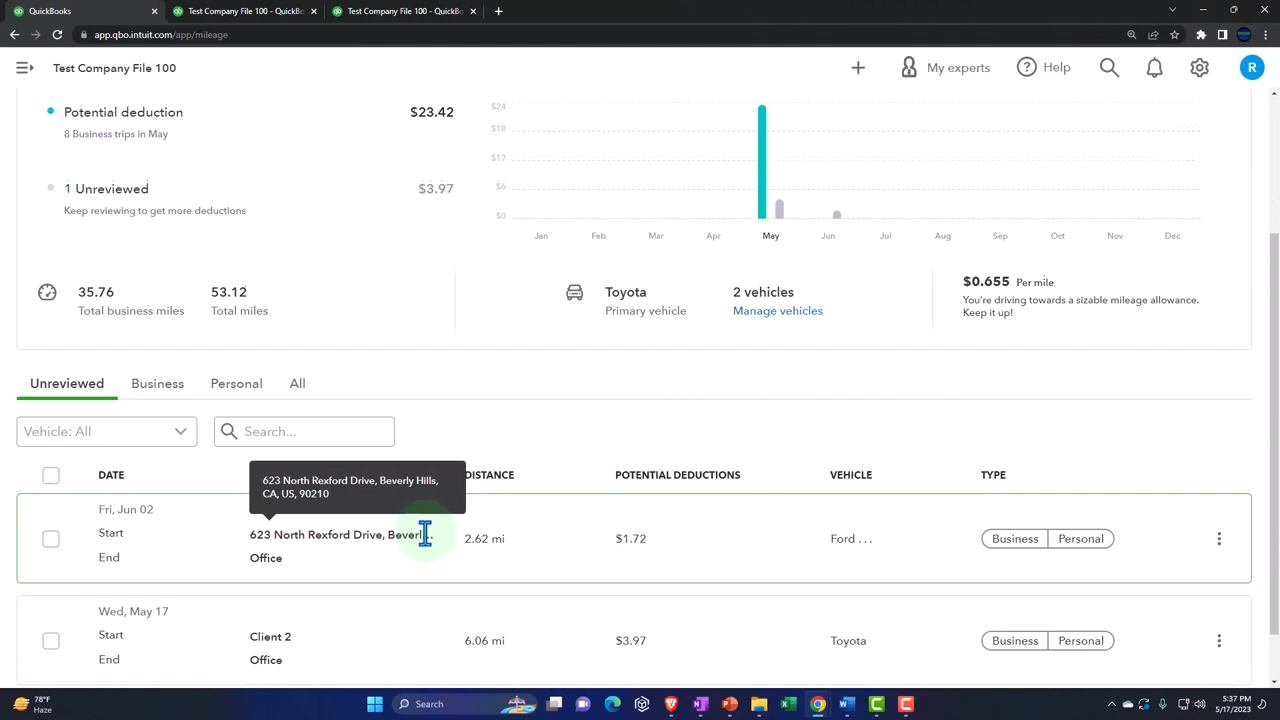 QuickBooks
Test Company File 100 - Quick
Test Company File 100 - Quick
app.qbo.intuit.com/app/mileage
Test Company File 100
My experts
Help
R
Potential deduction
$23.42
8 Business trips in May
1 Unreviewed
$3.97
Keep reviewing to get more deductions
$24
$18
$12
$6
$0
Jan Feb Mar Apr May Jun Jul Aug Sep Oct Nov Dec
35.76
Total business miles
53.12
Total miles
Toyota
Primary vehicle
2 vehicles
Manage vehicles
$0.655 Per mile
You're driving towards a sizable mileage allowance.
Keep it up!
Unreviewed Business Personal All
Vehicle: All
Search...
DATE DISTANCE POTENTIAL DEDUCTIONS VEHICLE TYPE
623 North Rexford Drive, Beverly Hills,
CA, US, 90210
Fri, Jun 02
Start 623 North Rexford Drive, Beverl...
End Office
2.62 mi $1.72 Ford . . . Business Personal
Wed, May 17
Start Client 2
End Office
6.06 mi $3.97 Toyota Business Personal
78°F
Haze
Search
5:37 PM
5/17/2023